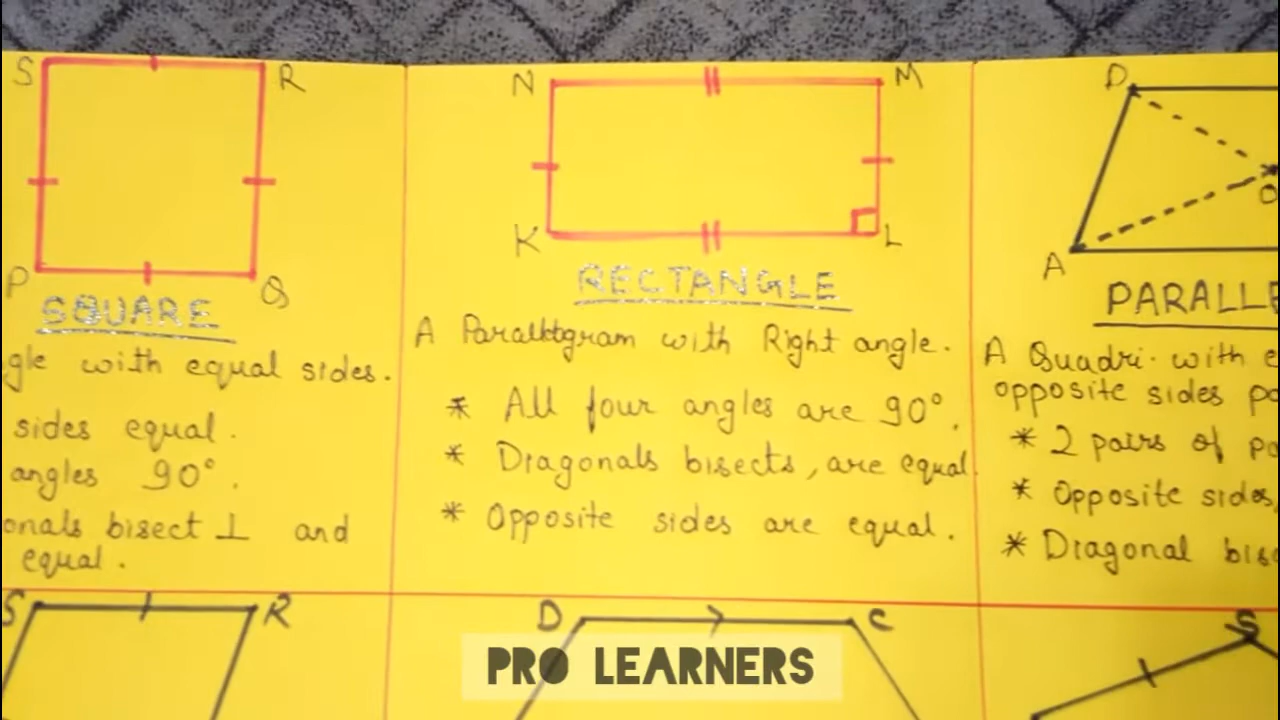 S R
P Q
SQUARE
gle with equal sides.
sides equal.
angles 90°.
onals bisect ⊥ and
equal.
N M
K L
RECTANGLE
A Parallelogram with Right angle.
* All four angles are 90°.
* Diagonals bisects, are equal.
* Opposite sides are equal.
D
O
A
PARALLE
A Quadri. with e
opposite sides pa
* 2 pairs of pa
* Opposite sides,
* Diagonal bise
S R
D C
S
PRO LEARNERS